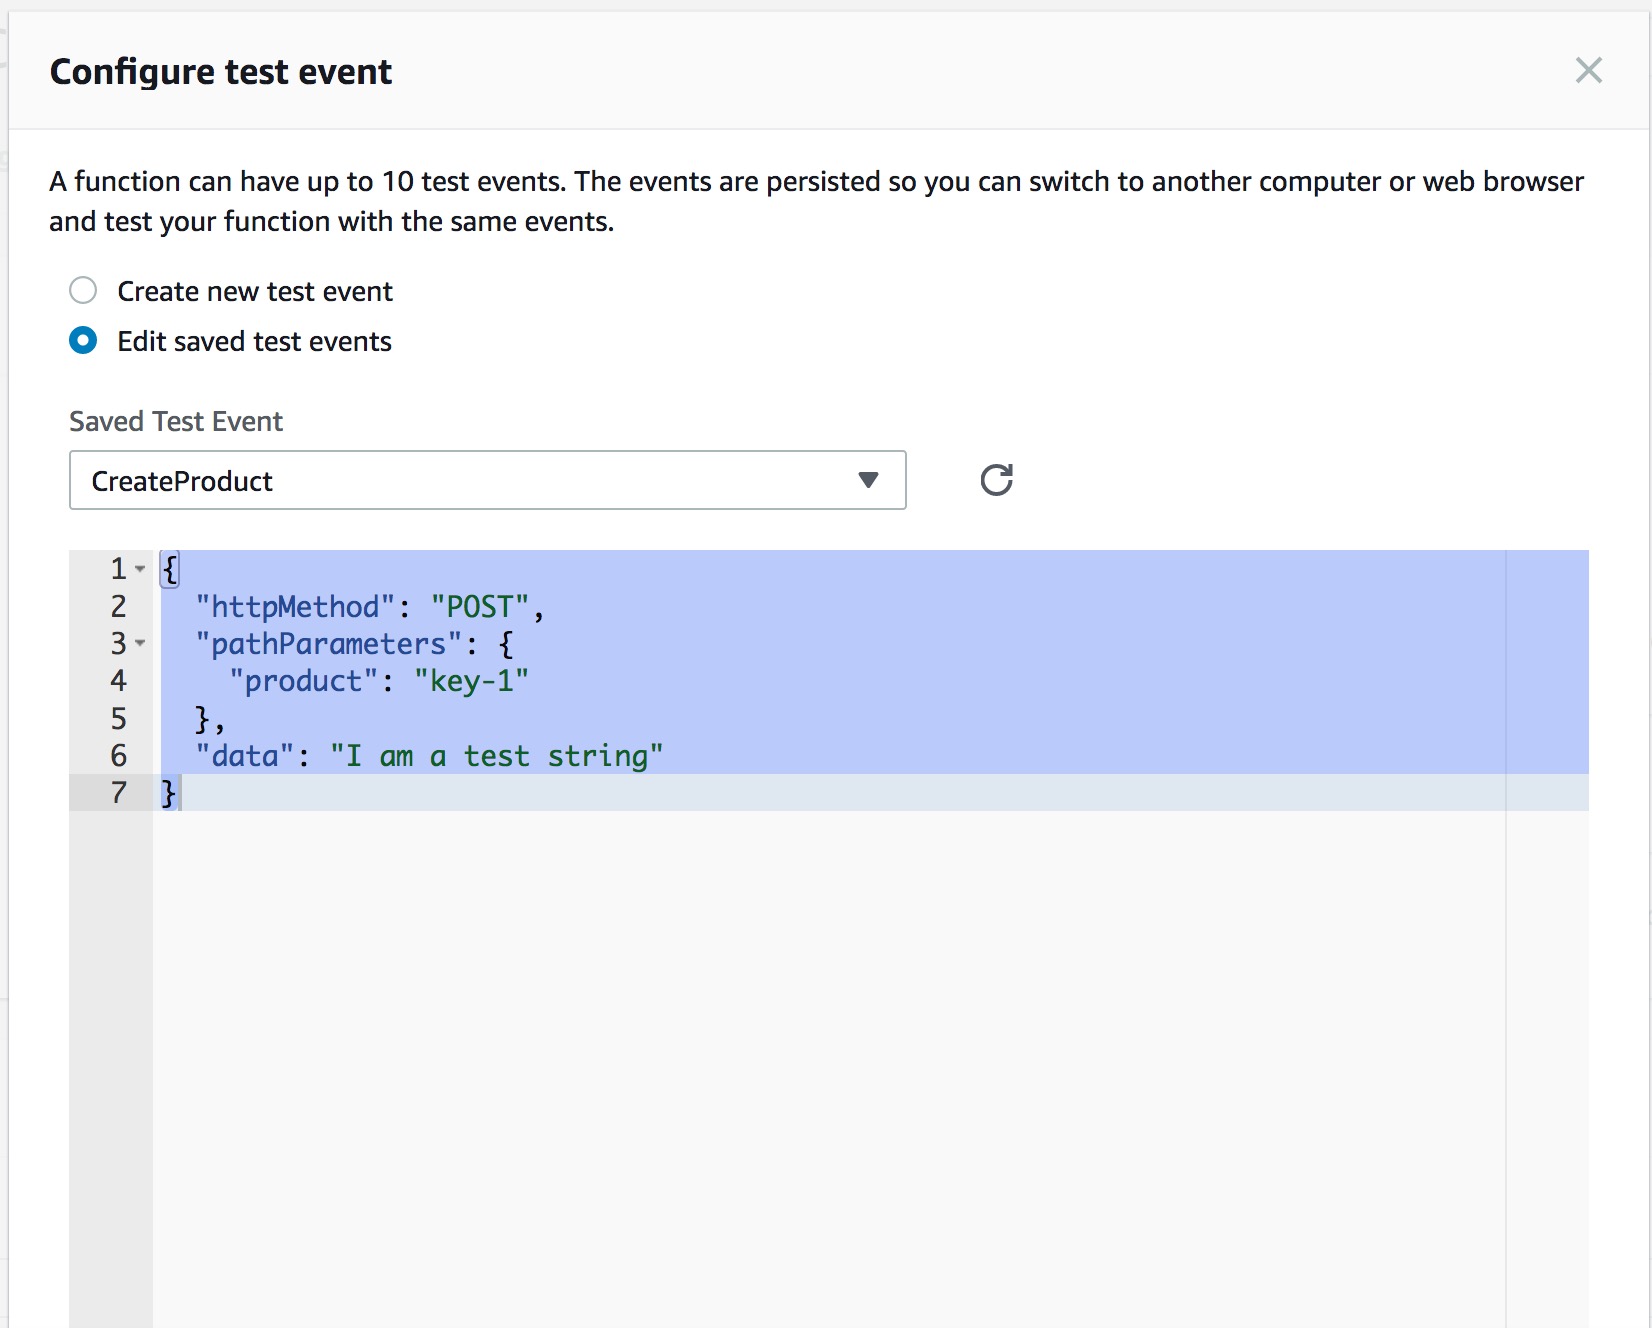 Configure test event
A function can have up to 10 test events. The events are persisted so you can switch to another computer or web browser
and test your function with the same events.
Create new test event
Edit saved test events
Saved Test Event
CreateProduct
1 {
2 "httpMethod": "POST",
3 "pathParameters": {
4 "product": "key-1"
5 },
6 "data": "I am a test string"
7 }